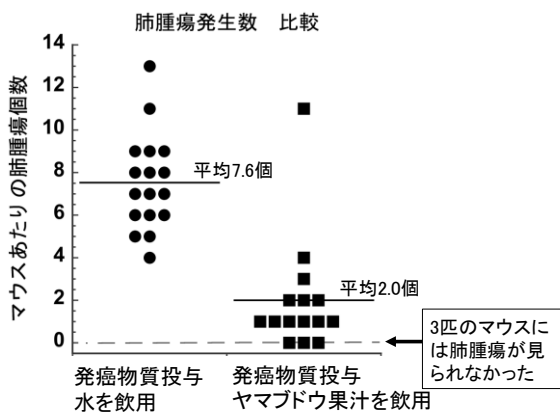 肺腫瘍発生数　比較
マウスあたりの肺腫瘍個数
14
12
10
8
6
4
2
0
平均7.6個
平均2.0個
3匹のマウスに
は肺腫瘍が見
られなかった
発癌物質投与
水を飲用
発癌物質投与
ヤマブドウ果汁を飲用